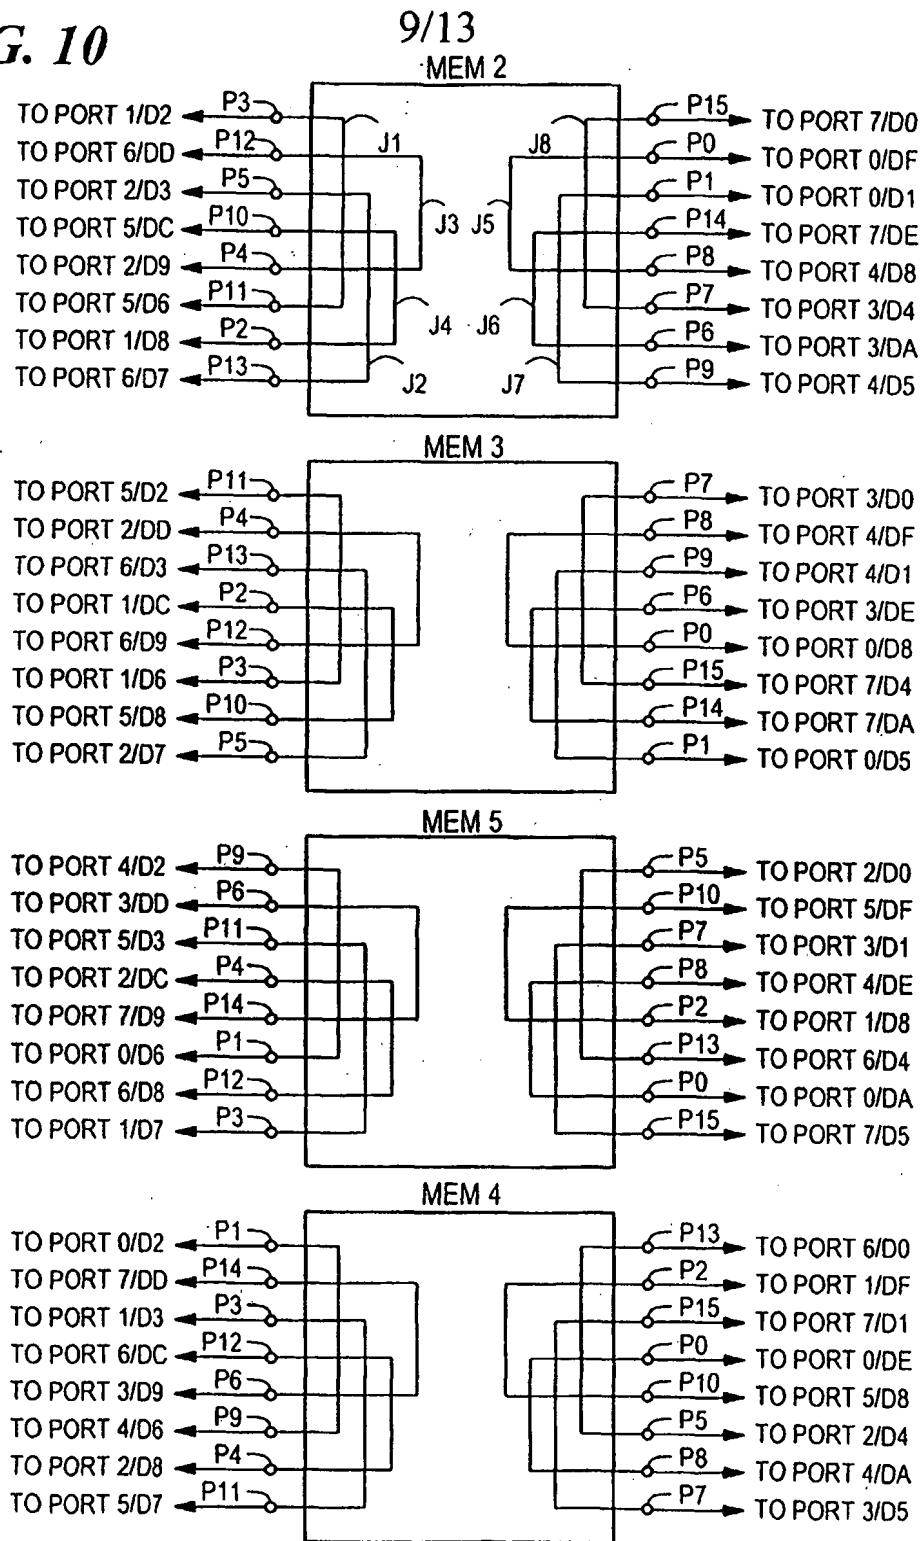 G. 10
9/13
MEM 2
TO PORT 1/D2 P3 P15 TO PORT 7/D0
TO PORT 6/DD P12 J1 J8 P0 TO PORT 0/DF
TO PORT 2/D3 P5 P1 TO PORT 0/D1
TO PORT 5/DC P10 J3 J5 P14 TO PORT 7/DE
TO PORT 2/D9 P4 P8 TO PORT 4/D8
TO PORT 5/D6 P11 J4 J6 P7 TO PORT 3/D4
TO PORT 1/D8 P2 P6 TO PORT 3/DA
TO PORT 6/D7 P13 J2 J7 P9 TO PORT 4/D5
MEM 3
TO PORT 5/D2 P11 P7 TO PORT 3/D0
TO PORT 2/DD P4 P8 TO PORT 4/DF
TO PORT 6/D3 P13 P9 TO PORT 4/D1
TO PORT 1/DC P2 P6 TO PORT 3/DE
TO PORT 6/D9 P12 P0 TO PORT 0/D8
TO PORT 1/D6 P3 P15 TO PORT 7/D4
TO PORT 5/D8 P10 P14 TO PORT 7/DA
TO PORT 2/D7 P5 P1 TO PORT 0/D5
MEM 5
TO PORT 4/D2 P9 P5 TO PORT 2/D0
TO PORT 3/DD P6 P10 TO PORT 5/DF
TO PORT 5/D3 P11 P7 TO PORT 3/D1
TO PORT 2/DC P4 P8 TO PORT 4/DE
TO PORT 7/D9 P14 P2 TO PORT 1/D8
TO PORT 0/D6 P1 P13 TO PORT 6/D4
TO PORT 6/D8 P12 P0 TO PORT 0/DA
TO PORT 1/D7 P3 P15 TO PORT 7/D5
MEM 4
TO PORT 0/D2 P1 P13 TO PORT 6/D0
TO PORT 7/DD P14 P2 TO PORT 1/DF
TO PORT 1/D3 P3 P15 TO PORT 7/D1
TO PORT 6/DC P12 P0 TO PORT 0/DE
TO PORT 3/D9 P6 P10 TO PORT 5/D8
TO PORT 4/D6 P9 P5 TO PORT 2/D4
TO PORT 2/D8 P4 P8 TO PORT 4/DA
TO PORT 5/D7 P11 P7 TO PORT 3/D5